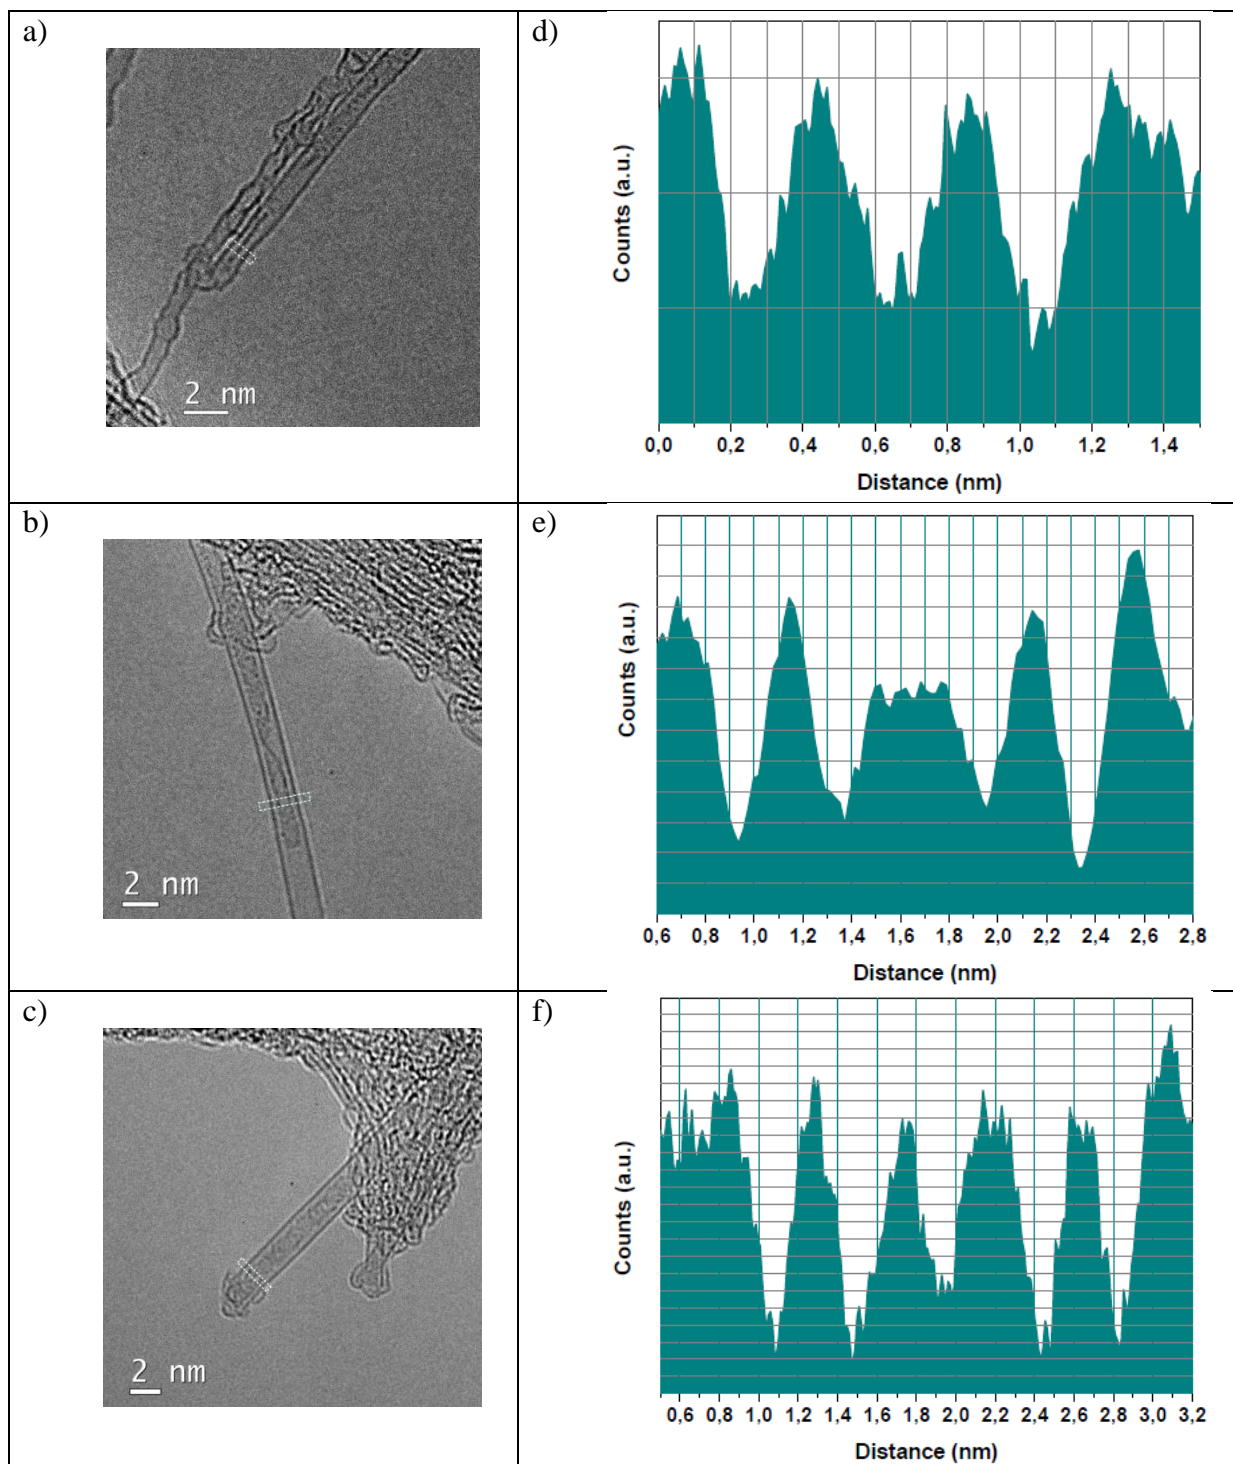 a)
2 nm
d)
Counts (a.u.)
0,0 0,2 0,4 0,6 0,8 1,0 1,2 1,4
Distance (nm)
b)
2 nm
e)
Counts (a.u.)
0,6 0,8 1,0 1,2 1,4 1,6 1,8 2,0 2,2 2,4 2,6 2,8
Distance (nm)
c)
2 nm
f)
Counts (a.u.)
0,6 0,8 1,0 1,2 1,4 1,6 1,8 2,0 2,2 2,4 2,6 2,8 3,0 3,2
Distance (nm)